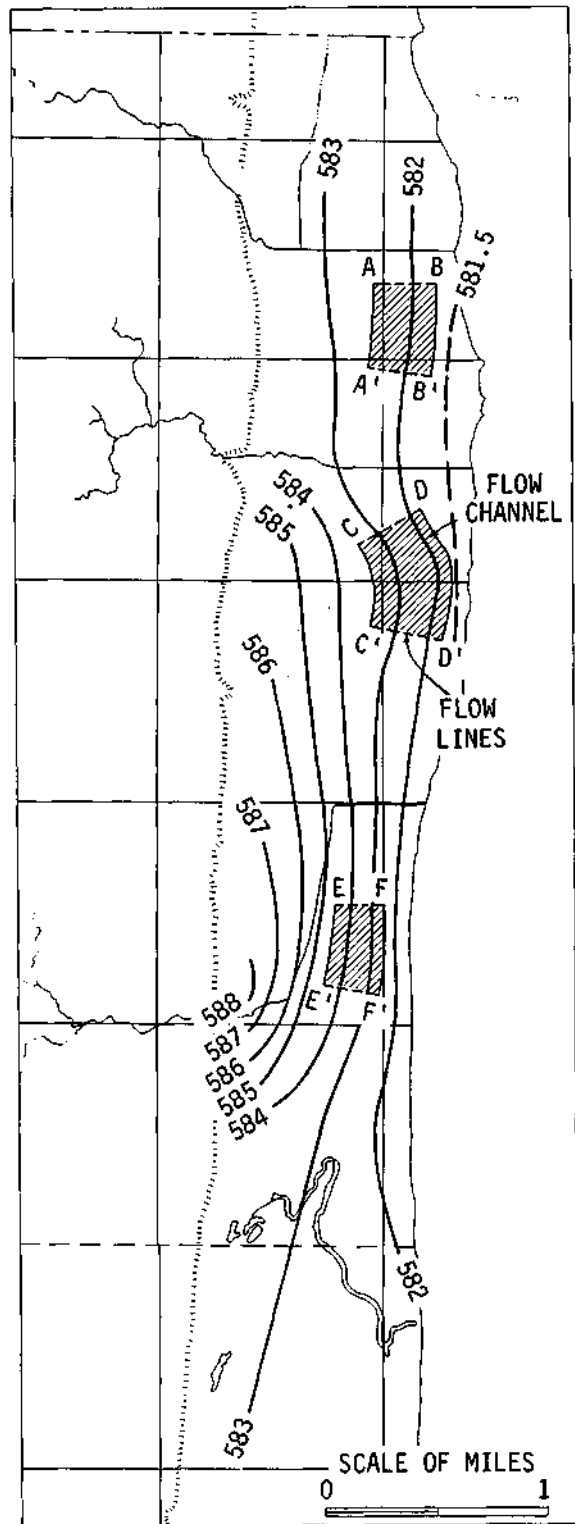 583
582
581.5
A B
A' B'
D
FLOW
CHANNEL
C
584
585
C'
D'
586
FLOW
LINES
587
E F
E' F'
588
587
586
585
584
582
583
SCALE OF MILES
0 1